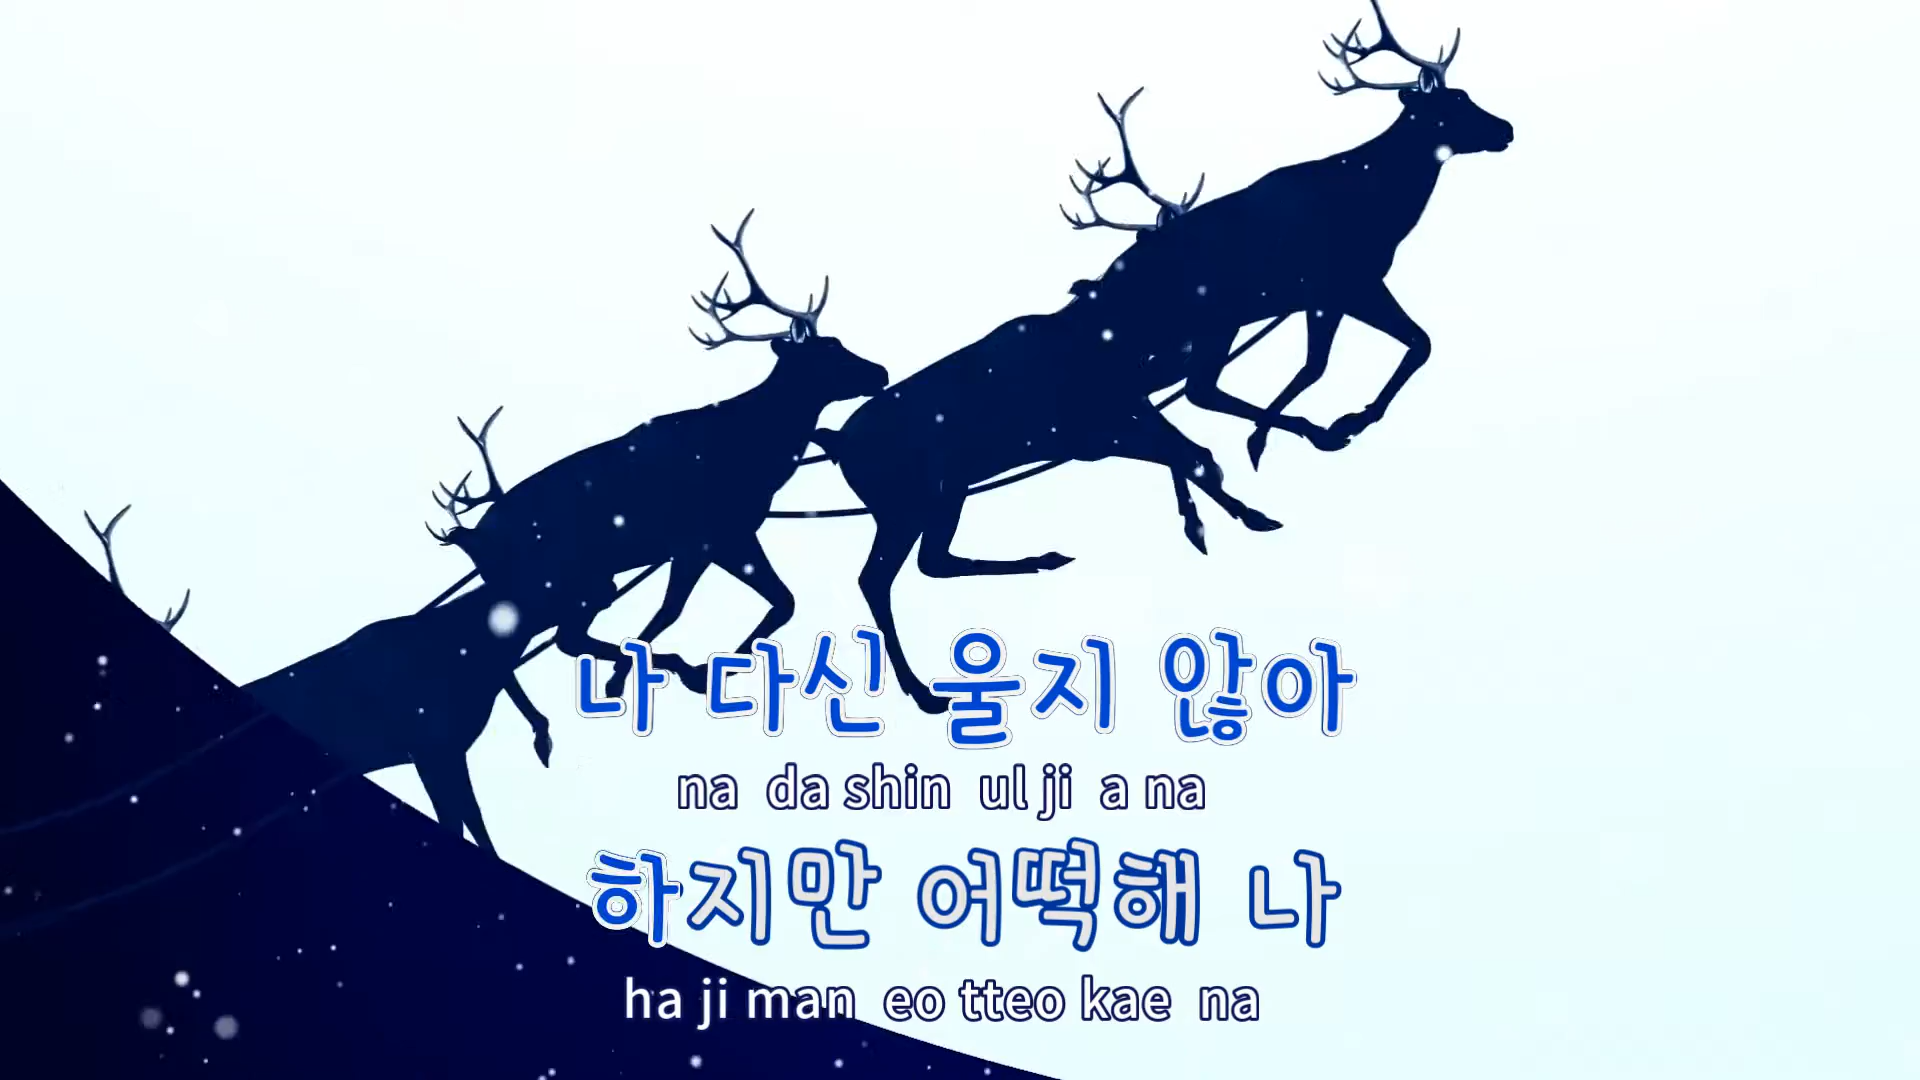 나 다신 울지 않아
na da shin ul ji a na
하지만 어떡해 나
ha ji man eo tteo kae na